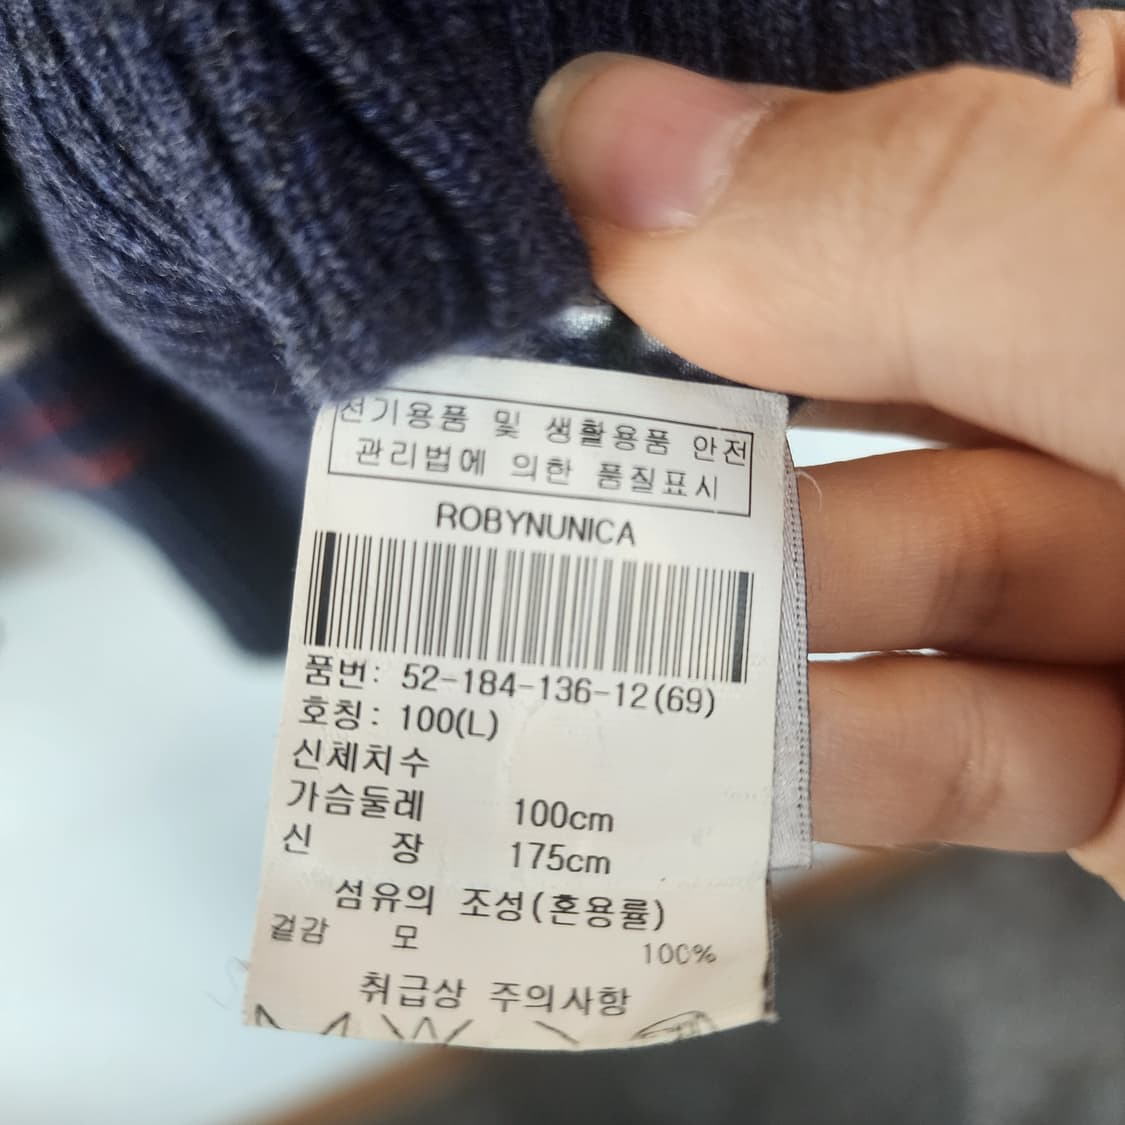 전기용품 및 생활용품 안전
관리법에 의한 품질표시
ROBYNUNICA
품번: 52-184-136-12(69)
호칭: 100(L)
신체치수
가슴둘레 100cm
신 장 175cm
섬유의 조성(혼용률)
겉감 모 100%
취급상 주의사항